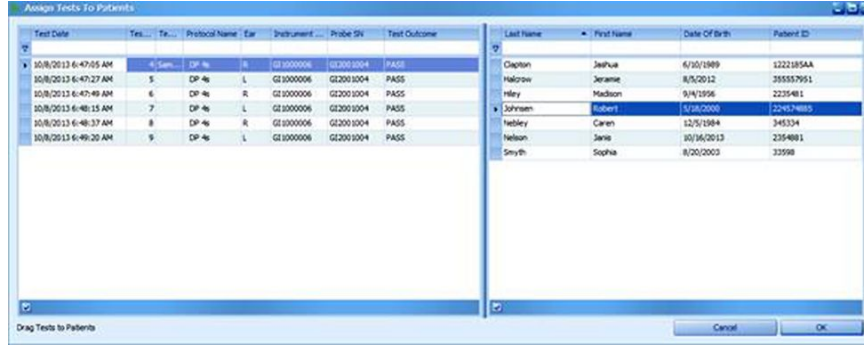 Assign Tests To Patients
Test Date Tes... Te... Protocol Name Ear Instrument ... Probe SN Test Outcome
10/8/2013 6:47:05 AM 4 Sam... DP 4s R GI1000006 GI2001004 PASS
10/8/2013 6:47:27 AM 5 DP 4s L GI1000006 GI2001004 PASS
10/8/2013 6:47:49 AM 6 DP 4s R GI1000006 GI2001004 PASS
10/8/2013 6:48:15 AM 7 DP 4s L GI1000006 GI2001004 PASS
10/8/2013 6:48:37 AM 8 DP 4s R GI1000006 GI2001004 PASS
10/8/2013 6:49:20 AM 9 DP 4s L GI1000006 GI2001004 PASS
Last Name First Name Date Of Birth Patient ID
Clapton Joshua 6/10/1989 1222185AA
Halcrow Jeramie 8/5/2012 355557951
Hiley Madison 9/4/1956 2235481
Johnsen Robert 5/18/2000 224574885
Nebley Caren 12/5/1984 345334
Nelson Janis 10/16/2013 2354881
Smyth Sophia 8/20/2003 33598
Drag Tests to Patients
Cancel OK